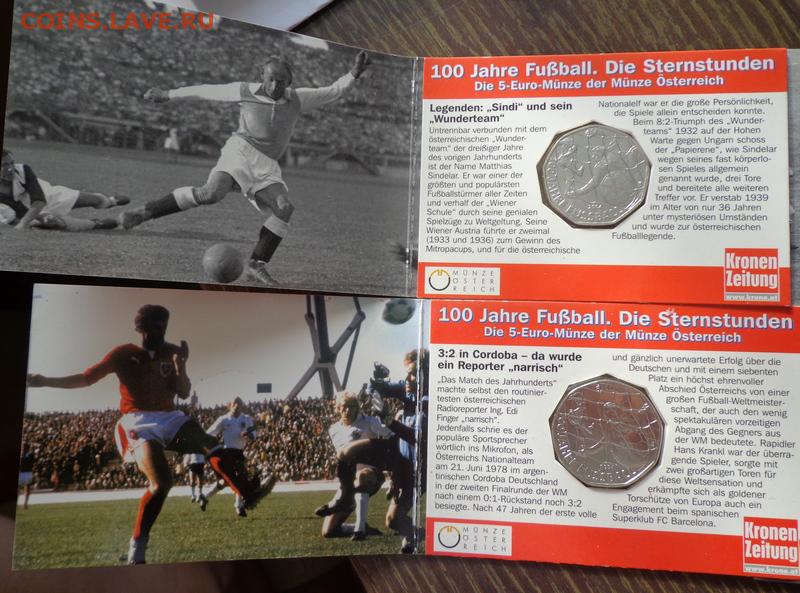 COINS.LAVE.RU
100 Jahre Fußball. Die Sternstunden
Die 5-Euro-Münze der Münze Österreich
Legenden: „Sindi“ und sein
„Wunderteam“
Untrennbar verbunden mit dem
österreichischen „Wunder-
team“ der dreißiger Jahre
des vorigen Jahrhunderts
ist der Name Matthias
Sindelar. Er war einer der
größten und populärsten
Fußballstürmer aller Zeiten
und verhalf der „Wiener
Schule“ durch seine genialen
Spielzüge zu Weltgeltung. Seine
Wiener Austria führte er zweimal
(1933 und 1936) zum Gewinn des
Mitropacups, und für die österreichische
Nationalelf war er die große Persönlichkeit,
die Spiele allein entscheiden konnte.
Beim 8:2-Triumph des „Wunder-
teams“ 1932 auf der Hohen
Warte gegen Ungarn schoss
der „Papierene“, wie Sindelar
wegen seines fast körperlo-
sen Spieles allgemein
genannt wurde, drei Tore
und bereitete alle weiteren
Treffer vor. Er verstab 1939
im Alter von nur 36 Jahren
unter mysteriösen Umständen
und wurde zur österreichischen
Fußballlegende.
MÜNZE
ÖSTER
REICH
Kronen
Zeitung
www.krone.at
100 Jahre Fußball. Die Sternstunden
Die 5-Euro-Münze der Münze Österreich
3:2 in Cordoba – da wurde
ein Reporter „narrisch“
„Das Match des Jahrhunderts“
machte selbst den routinier-
testen österreichischen
Radioreporter Ing. Edi
Finger „narrisch“.
Jedenfalls schrie es der
populäre Sportsprecher
wörtlich ins Mikrofon, als
Österreichs Nationalteam
am 21. Juni 1978 im argen-
tinischen Cordoba Deutschland
in der zweiten Finalrunde der WM
nach einem 0:1-Rückstand noch 3:2
besiegte. Nach 47 Jahren der erste volle
und gänzlich unerwartete Erfolg über die
Deutschen und mit einem siebenten
Platz ein höchst ehrenvoller
Abschied Österreichs von einer
großen Fußball-Weltmeister-
schaft, der auch den wenig
spektakulären vorzeitigen
Abgang des Gegners aus
der WM bedeutete. Rapidler
Hans Krankl war der überra-
gende Spieler, sorgte mit
zwei großartigen Toren für
diese Weltsensation und
erkämpfte sich als goldener
Torschütze von Europa auch ein
Engagement beim spanischen
Superklub FC Barcelona.
MÜNZE
ÖSTER
REICH
Kronen
Zeitung
www.krone.at